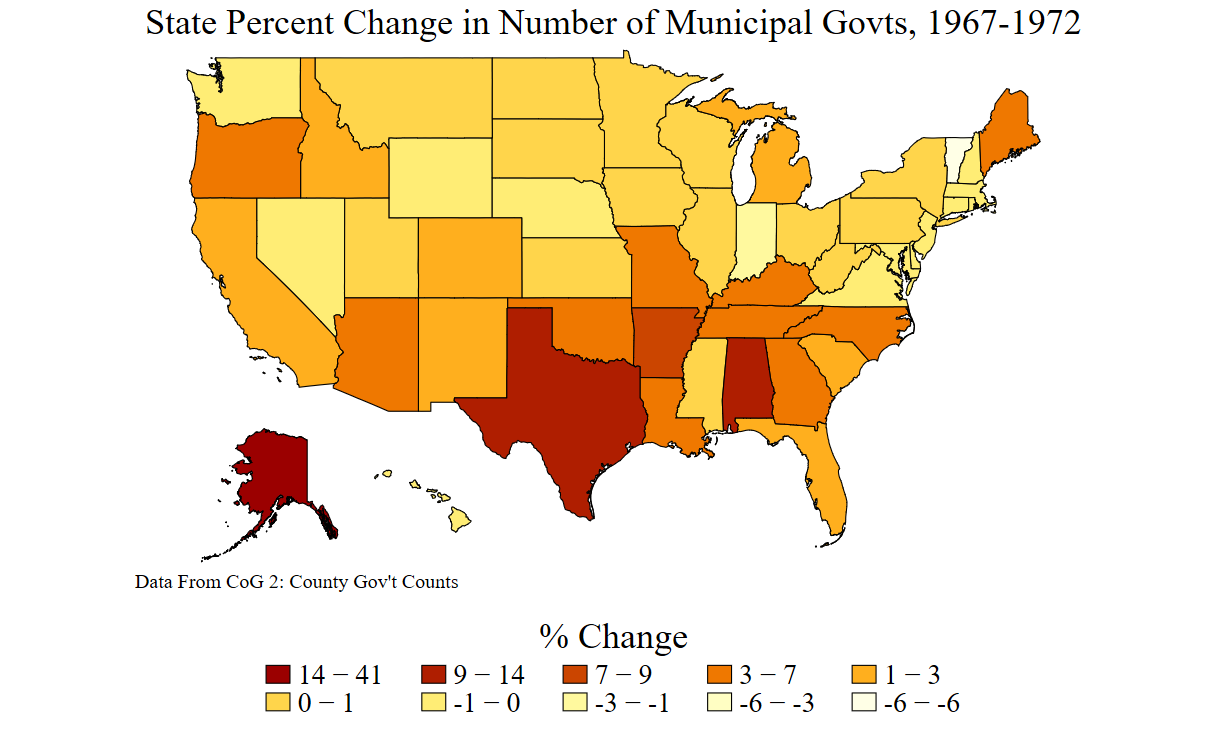 State Percent Change in Number of Municipal Govts, 1967-1972
Data From CoG 2: County Gov't Counts
% Change
14 − 41 9 − 14 7 − 9 3 − 7 1 − 3
0 − 1 -1 − 0 -3 − -1 -6 − -3 -6 − -6